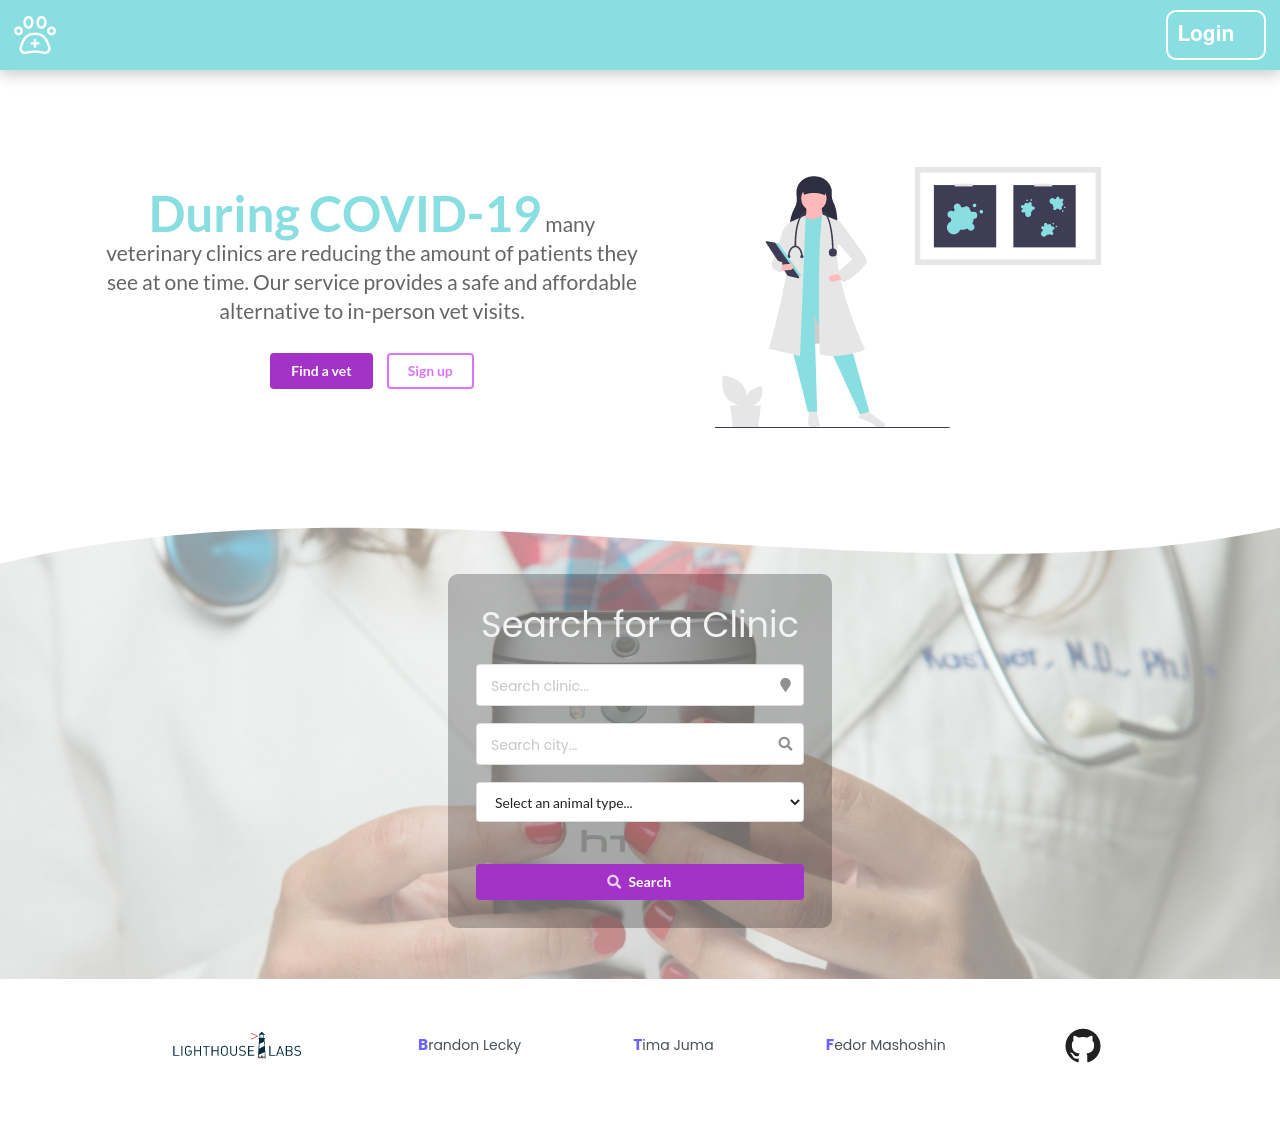 Login
During COVID-19 many
veterinary clinics are reducing the amount of patients they
see at one time. Our service provides a safe and affordable
alternative to in-person vet visits.
Find a vet
Sign up
Search for a Clinic
Search clinic...
Search city...
Select an animal type...
hT
Search
LIGHTHOUSE LABS
Brandon Lecky
Tima Juma
Fedor Mashoshin